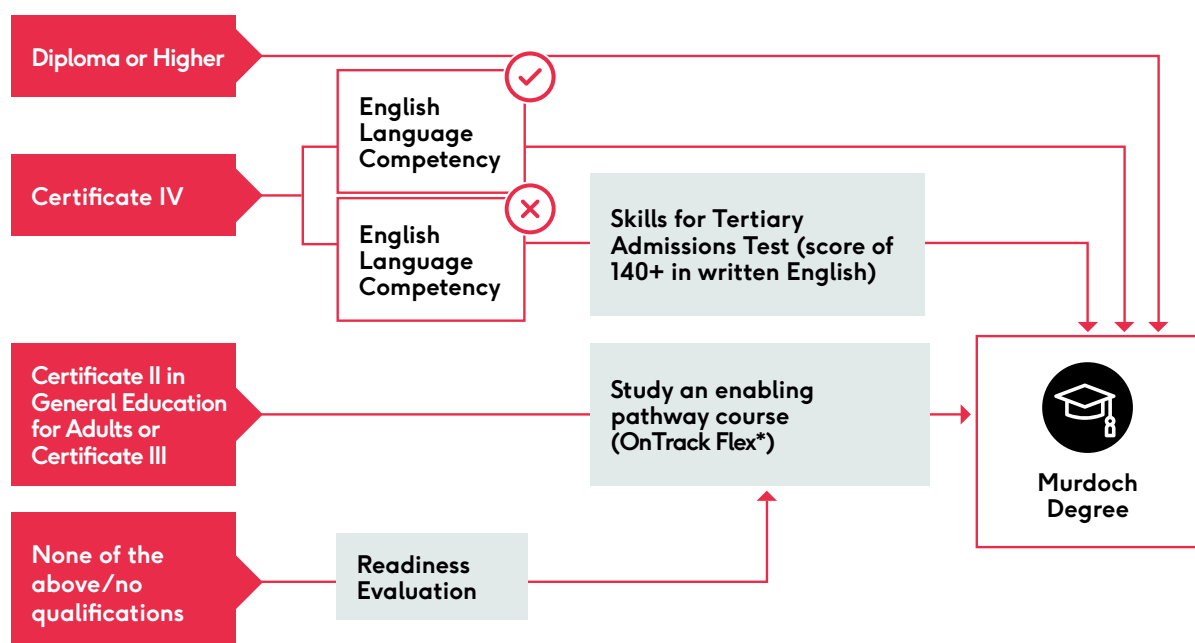 Diploma or Higher
English
Language
Competency
Certificate IV
English
Language
Competency
Skills for Tertiary
Admissions Test (score of
140+ in written English)
Certificate II in
General Education
for Adults or
Certificate III
Study an enabling
pathway course
(OnTrack Flex*)
Murdoch
Degree
None of the
above/no
qualifications
Readiness
Evaluation